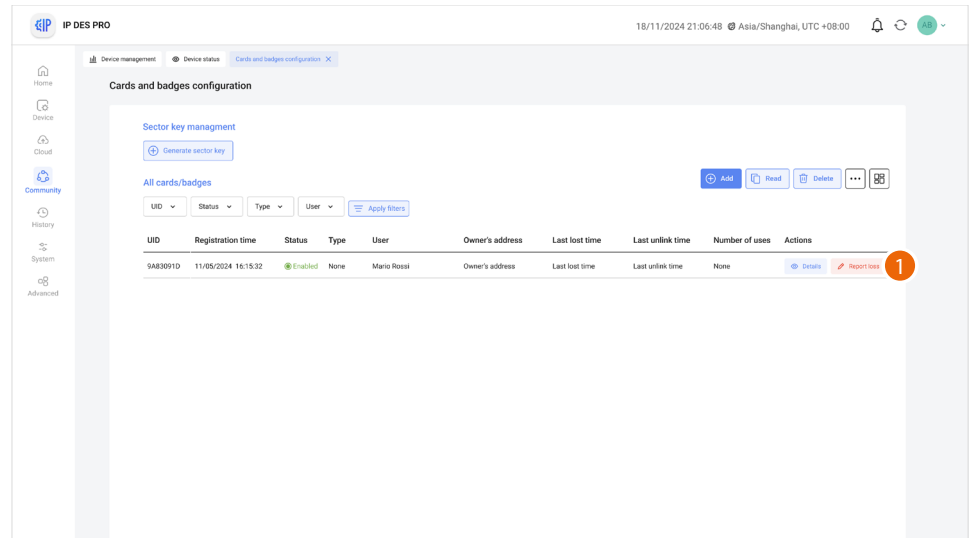 IP IP DES PRO 18/11/2024 21:06:48 Asia/Shanghai, UTC +08:00 AB
Device management Device status Cards and badges configuration
Home
Device
Cloud
Community
History
System
Advanced
Cards and badges configuration
Sector key managment
Generate sector key
All cards/badges
Add Read Delete
UID Status Type User Apply filters
UID Registration time Status Type User Owner's address Last lost time Last unlink time Number of uses Actions
9A83091D 11/05/2024 16:15:32 Enabled None Mario Rossi Owner's address Last lost time Last unlink time None Details Report loss 1